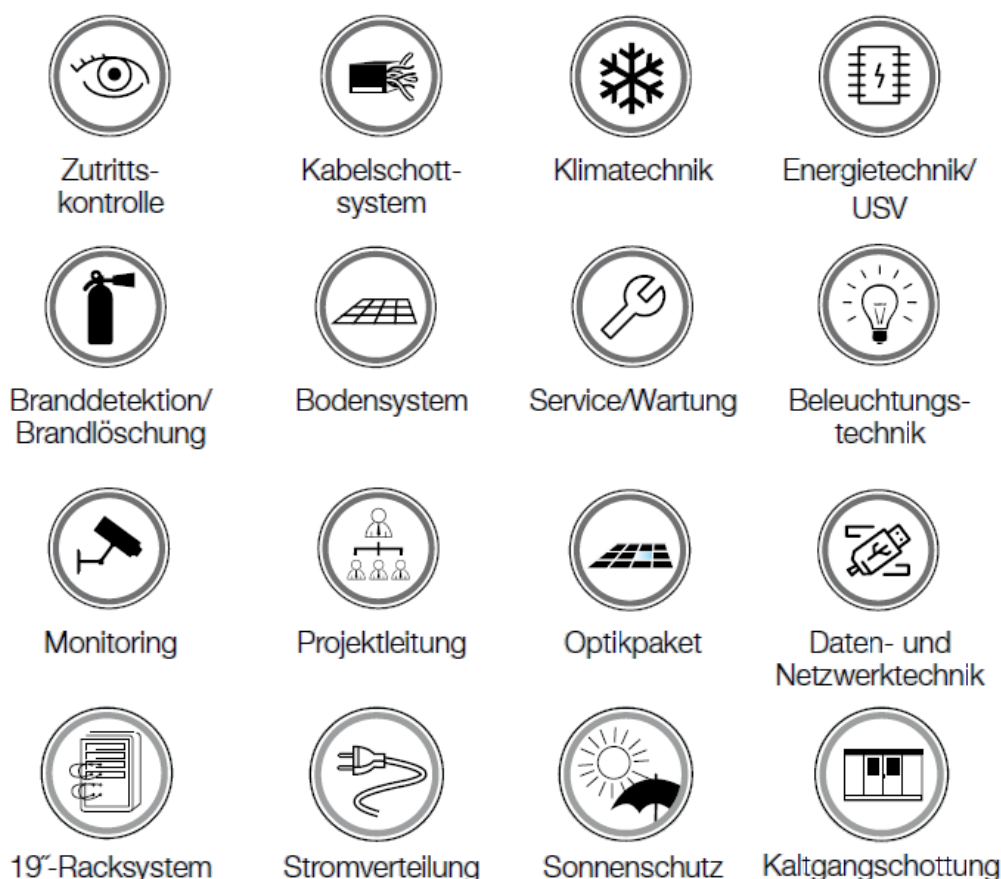 Zutritts-
kontrolle
Kabelschott-
system
Klimatechnik
Energietechnik/
USV
Branddetektion/
Brandlöschung
Bodensystem
Service/Wartung
Beleuchtungs-
technik
Monitoring
Projektleitung
Optikpaket
Daten- und
Netzwerktechnik
19˝-Racksystem
Stromverteilung
Sonnenschutz
Kaltgangschottung